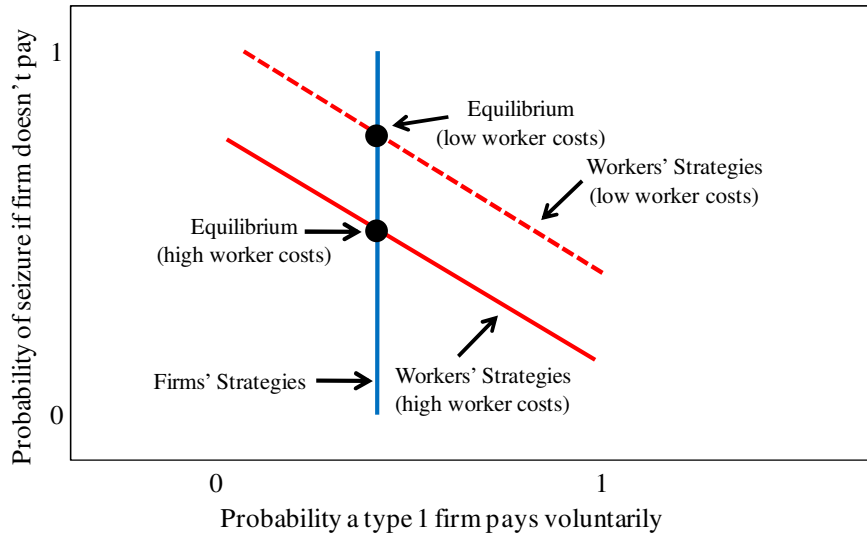 Probability of seizure if firm doesn't pay
1
0
Equilibrium
(low worker costs)
Workers' Strategies
(low worker costs)
Equilibrium
(high worker costs)
Firms' Strategies
Workers' Strategies
(high worker costs)
0
1
Probability a type 1 firm pays voluntarily